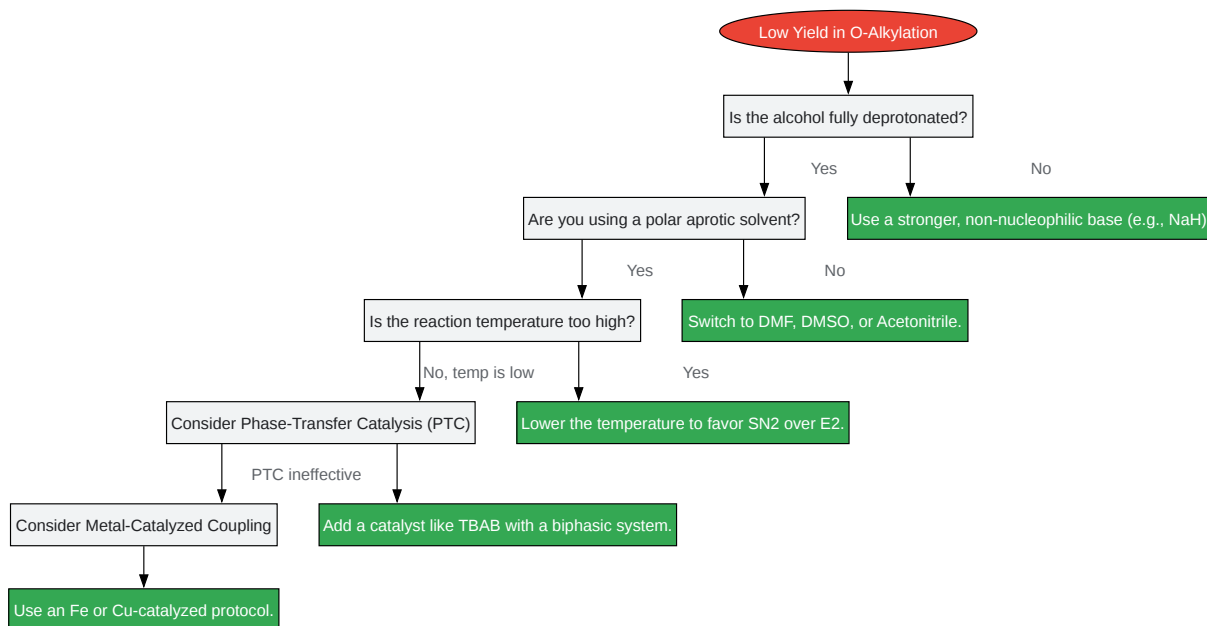 Low Yield in O-Alkylation
Is the alcohol fully deprotonated?
Yes
No
Are you using a polar aprotic solvent?
Use a stronger, non-nucleophilic base (e.g., NaH)
Yes
No
Is the reaction temperature too high?
Switch to DMF, DMSO, or Acetonitrile.
No, temp is low
Yes
Consider Phase-Transfer Catalysis (PTC)
Lower the temperature to favor SN2 over E2.
PTC ineffective
Consider Metal-Catalyzed Coupling
Add a catalyst like TBAB with a biphasic system.
Use an Fe or Cu-catalyzed protocol.